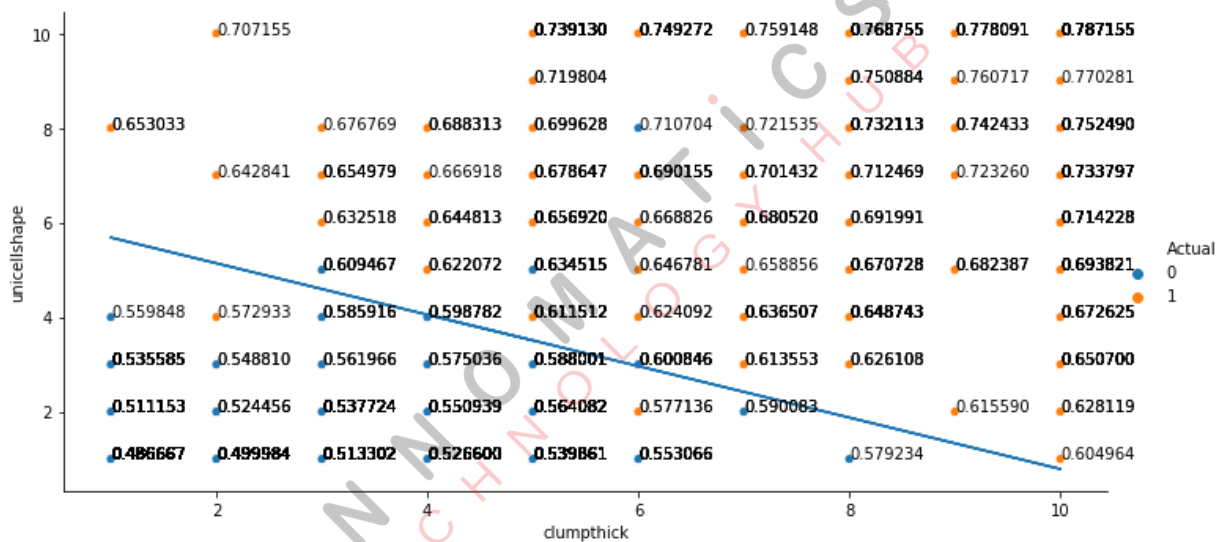 10
0.707155 0.739130 0.749272 0.759148 0.768755 0.778091 0.787155
0.719804 0.750884 0.760717 0.770281
8
0.653033 0.676769 0.688313 0.699628 0.710704 0.721535 0.732113 0.742433 0.752490
0.642841 0.654979 0.666918 0.678647 0.690155 0.701432 0.712469 0.723260 0.733797
6
0.632518 0.644813 0.656920 0.668826 0.680520 0.691991 0.714228
0.609467 0.622072 0.634515 0.646781 0.658856 0.670728 0.682387 0.693821
4
0.559848 0.572933 0.585916 0.598782 0.611512 0.624092 0.636507 0.648743 0.672625
0.535585 0.548810 0.561966 0.575036 0.588001 0.600846 0.613553 0.626108 0.650700
2
0.511153 0.524456 0.537724 0.550939 0.564082 0.577136 0.590083 0.615590 0.628119
0.499984 0.513302 0.526600 0.553066 0.579234 0.604964
2 4 6 8 10
clumpthick
unicellshape
Actual
0
1
NNOMATICS
CHNOLOGY HUB